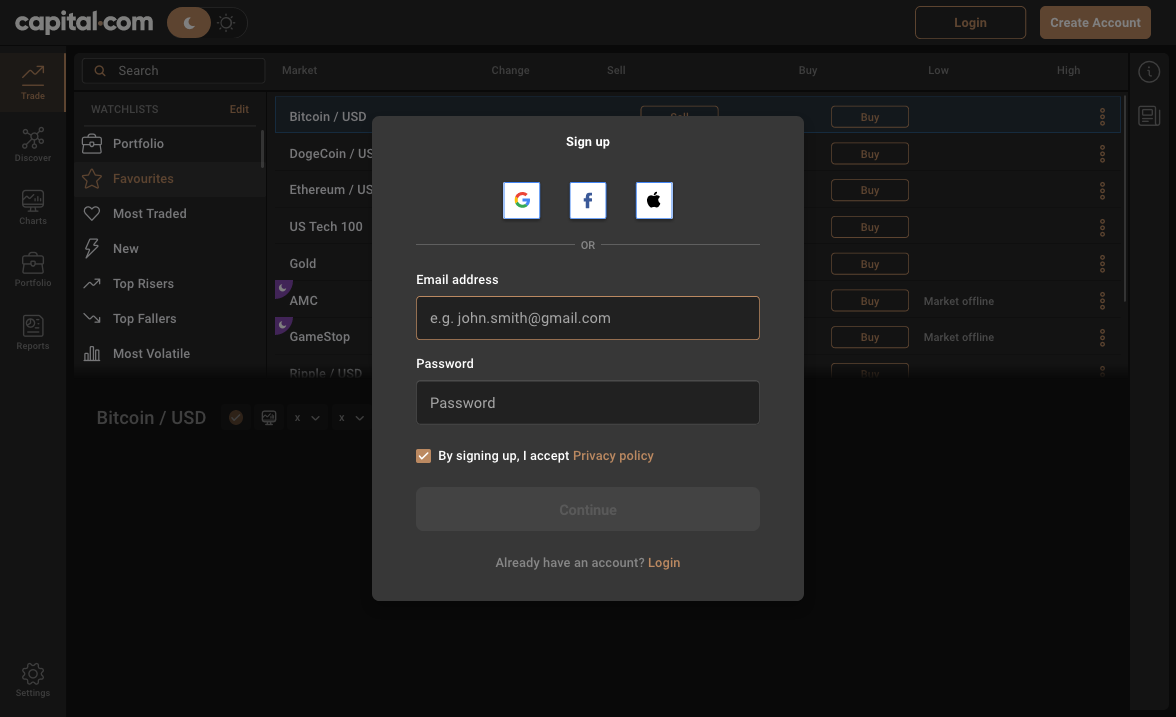 capital.com
Login
Create Account
Trade
Discover
Charts
Portfolio
Reports
Settings
Search
WATCHLISTS
Edit
Portfolio
Favourites
Most Traded
New
Top Risers
Top Fallers
Most Volatile
Market Change Sell Buy Low High
Bitcoin / USD Sell Buy
DogeCoin / US Buy
Ethereum / US Buy
US Tech 100 Buy
Gold Buy
AMC Buy Market offline
GameStop Buy Market offline
Ripple / USD Buy
Bitcoin / USD x x
Sign up
OR
Email address
e.g. john.smith@gmail.com
Password
Password
By signing up, I accept Privacy policy
Continue
Already have an account? Login